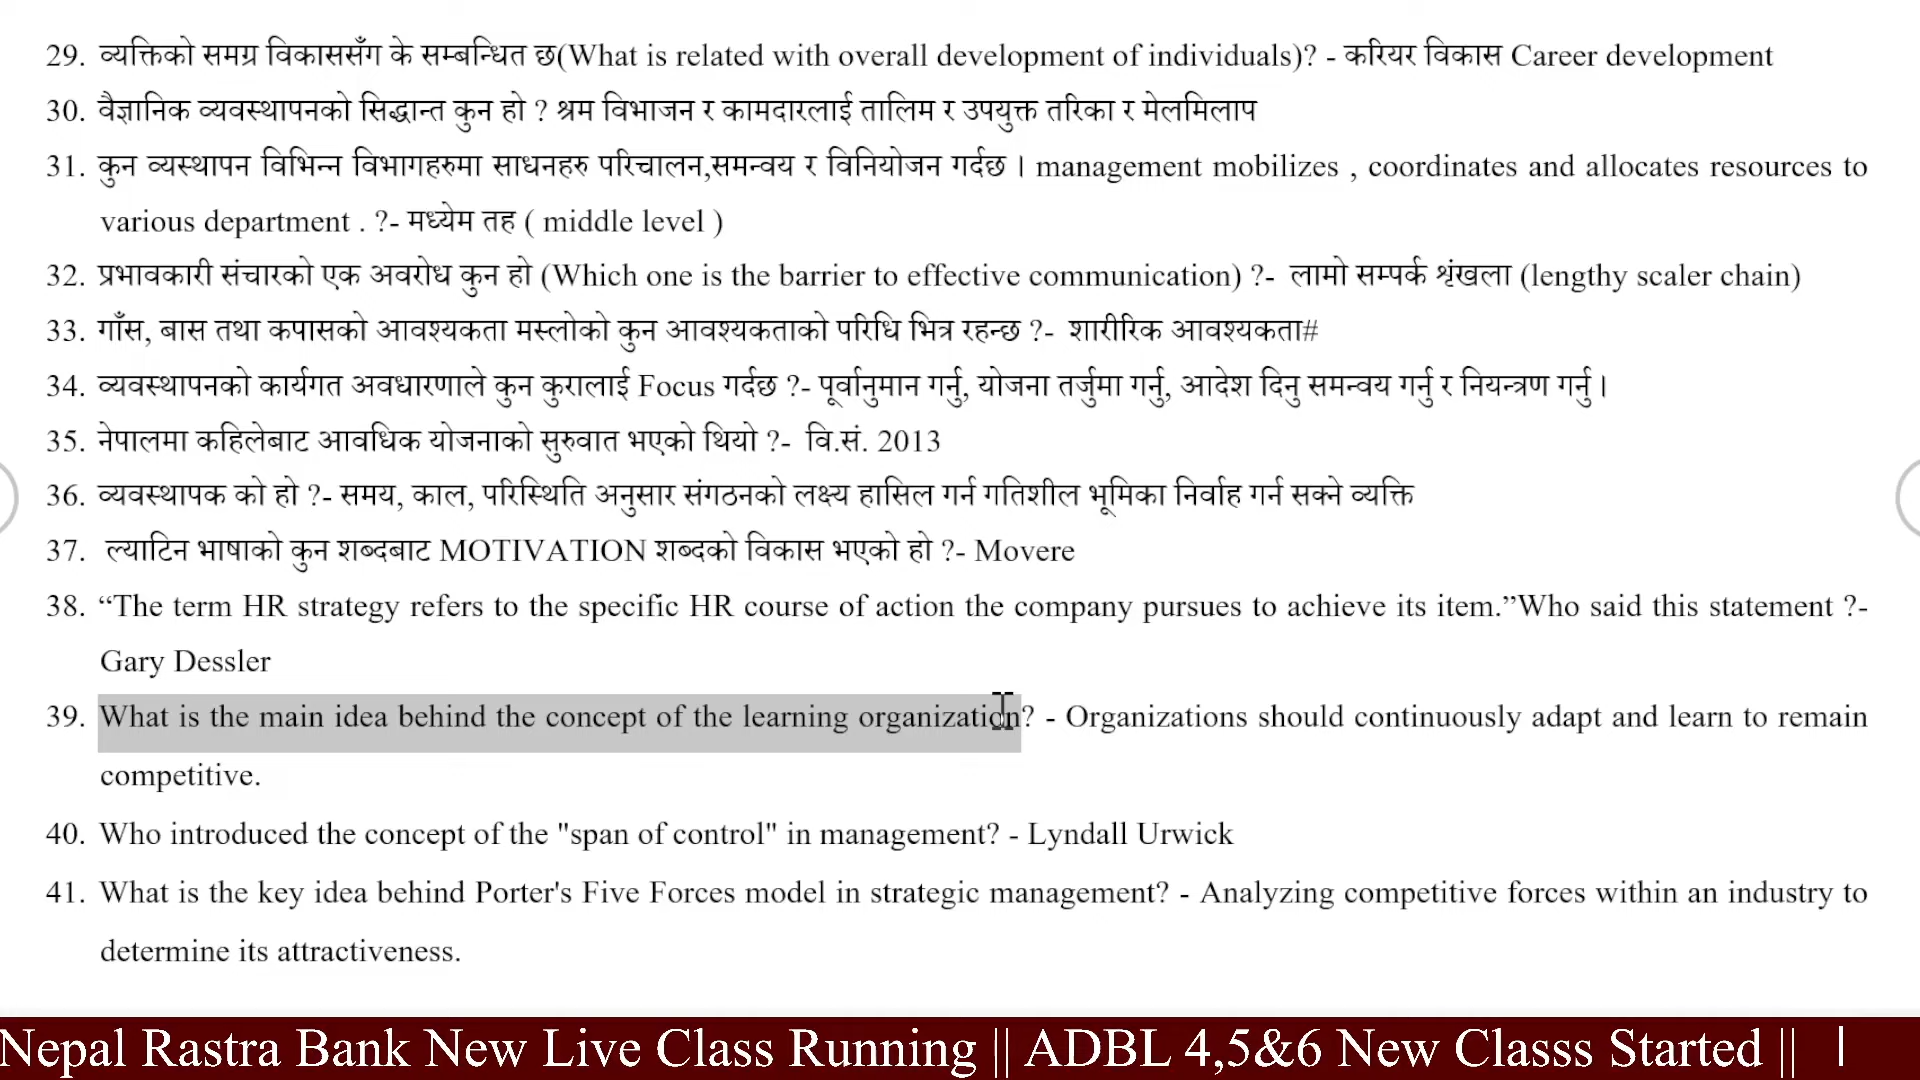 29. व्यक्तिको समग्र विकाससँग के सम्बन्धित छ(What is related with overall development of individuals)? - करियर विकास Career development
30. वैज्ञानिक व्यवस्थापनको सिद्धान्त कुन हो ? श्रम विभाजन र कामदारलाई तालिम र उपयुक्त तरिका र मेलमिलाप
31. कुन व्यस्थापन विभिन्न विभागहरुमा साधनहरु परिचालन,समन्वय र विनियोजन गर्दछ । management mobilizes , coordinates and allocates resources to
various department . ?- मध्येम तह ( middle level )
32. प्रभावकारी संचारको एक अवरोध कुन हो (Which one is the barrier to effective communication) ?- लामो सम्पर्क श्रृंखला (lengthy scaler chain)
33. गाँस, बास तथा कपासको आवश्यकता मस्लोको कुन आवश्यकताको परिधि भित्र रहन्छ ?- शारीरिक आवश्यकता#
34. व्यवस्थापनको कार्यगत अवधारणाले कुन कुरालाई Focus गर्दछ ?- पूर्वानुमान गर्नु, योजना तर्जुमा गर्नु, आदेश दिनु समन्वय गर्नु र नियन्त्रण गर्नु ।
35. नेपालमा कहिलेबाट आवधिक योजनाको सुरुवात भएको थियो ?- वि.सं. 2013
36. व्यवस्थापक को हो ?- समय, काल, परिस्थिति अनुसार संगठनको लक्ष्य हासिल गर्न गतिशील भूमिका निर्वाह गर्न सक्ने व्यक्ति
37. ल्याटिन भाषाको कुन शब्दबाट MOTIVATION शब्दको विकास भएको हो ?- Movere
38. “The term HR strategy refers to the specific HR course of action the company pursues to achieve its item.”Who said this statement ?-
Gary Dessler
39. What is the main idea behind the concept of the learning organization? - Organizations should continuously adapt and learn to remain
competitive.
40. Who introduced the concept of the "span of control" in management? - Lyndall Urwick
41. What is the key idea behind Porter's Five Forces model in strategic management? - Analyzing competitive forces within an industry to
determine its attractiveness.
Nepal Rastra Bank New Live Class Running || ADBL 4,5&6 New Classs Started ||